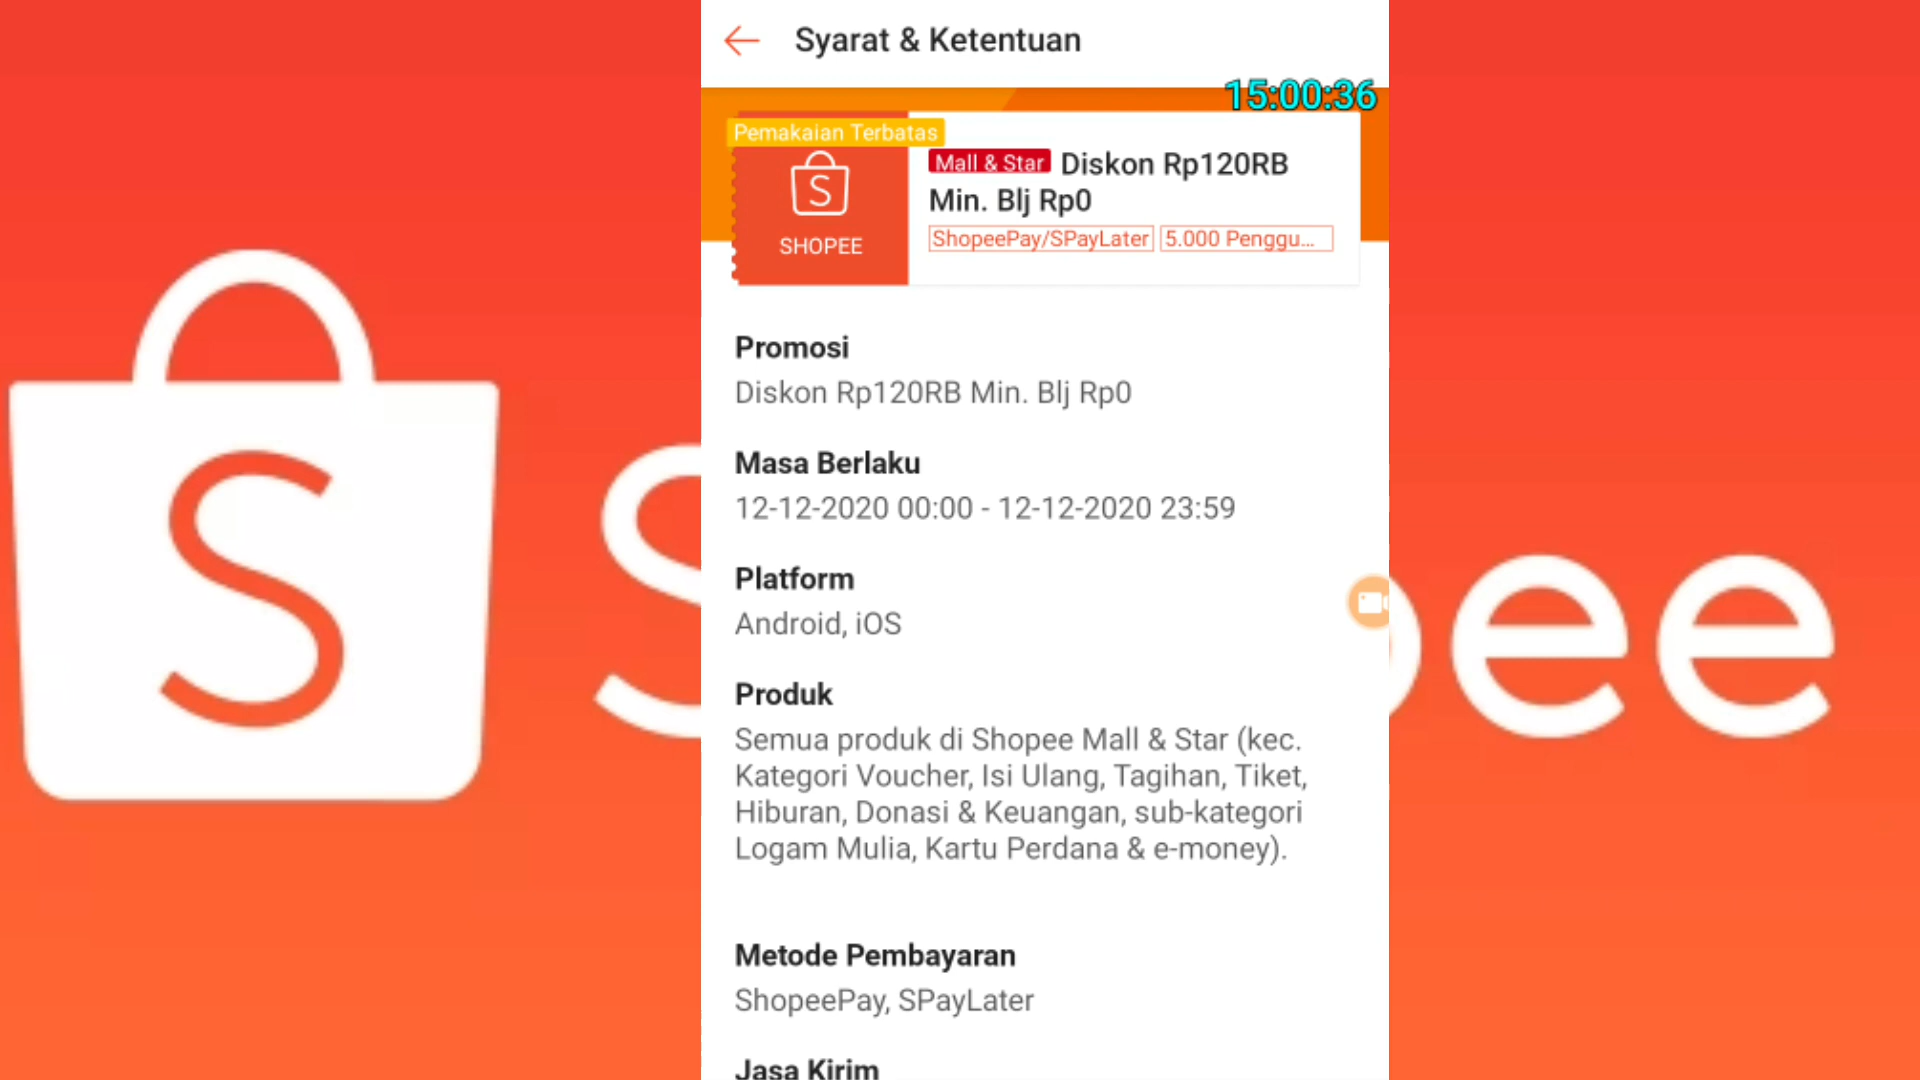 Syarat & Ketentuan
15:00:36
Pemakaian Terbatas
S
SHOPEE
Mall & Star Diskon Rp120RB
Min. Blj Rp0
ShopeePay/SPayLater 5.000 Penggu...
Promosi
Diskon Rp120RB Min. Blj Rp0
Masa Berlaku
12-12-2020 00:00 - 12-12-2020 23:59
Platform
Android, iOS
Produk
Semua produk di Shopee Mall & Star (kec.
Kategori Voucher, Isi Ulang, Tagihan, Tiket,
Hiburan, Donasi & Keuangan, sub-kategori
Logam Mulia, Kartu Perdana & e-money).
Metode Pembayaran
ShopeePay, SPayLater
Jasa Kirim
S
S
ee